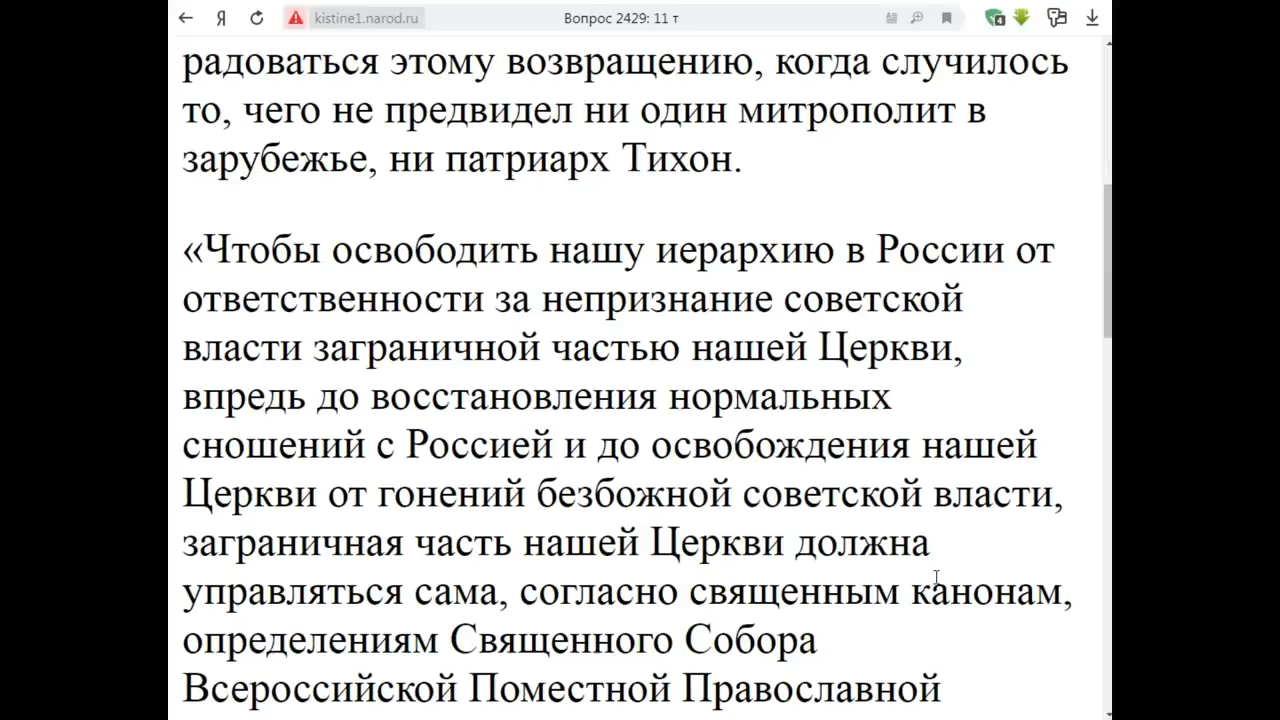 kistine1.narod.ru
Вопрос 2429: 11 т
4
радоваться этому возвращению, когда случилось
то, чего не предвидел ни один митрополит в
зарубежье, ни патриарх Тихон.
«Чтобы освободить нашу иерархию в России от
ответственности за непризнание советской
власти заграничной частью нашей Церкви,
впредь до восстановления нормальных
сношений с Россией и до освобождения нашей
Церкви от гонений безбожной советской власти,
заграничная часть нашей Церкви должна
управляться сама, согласно священным канонам,
определениям Священного Собора
Всероссийской Поместной Православной